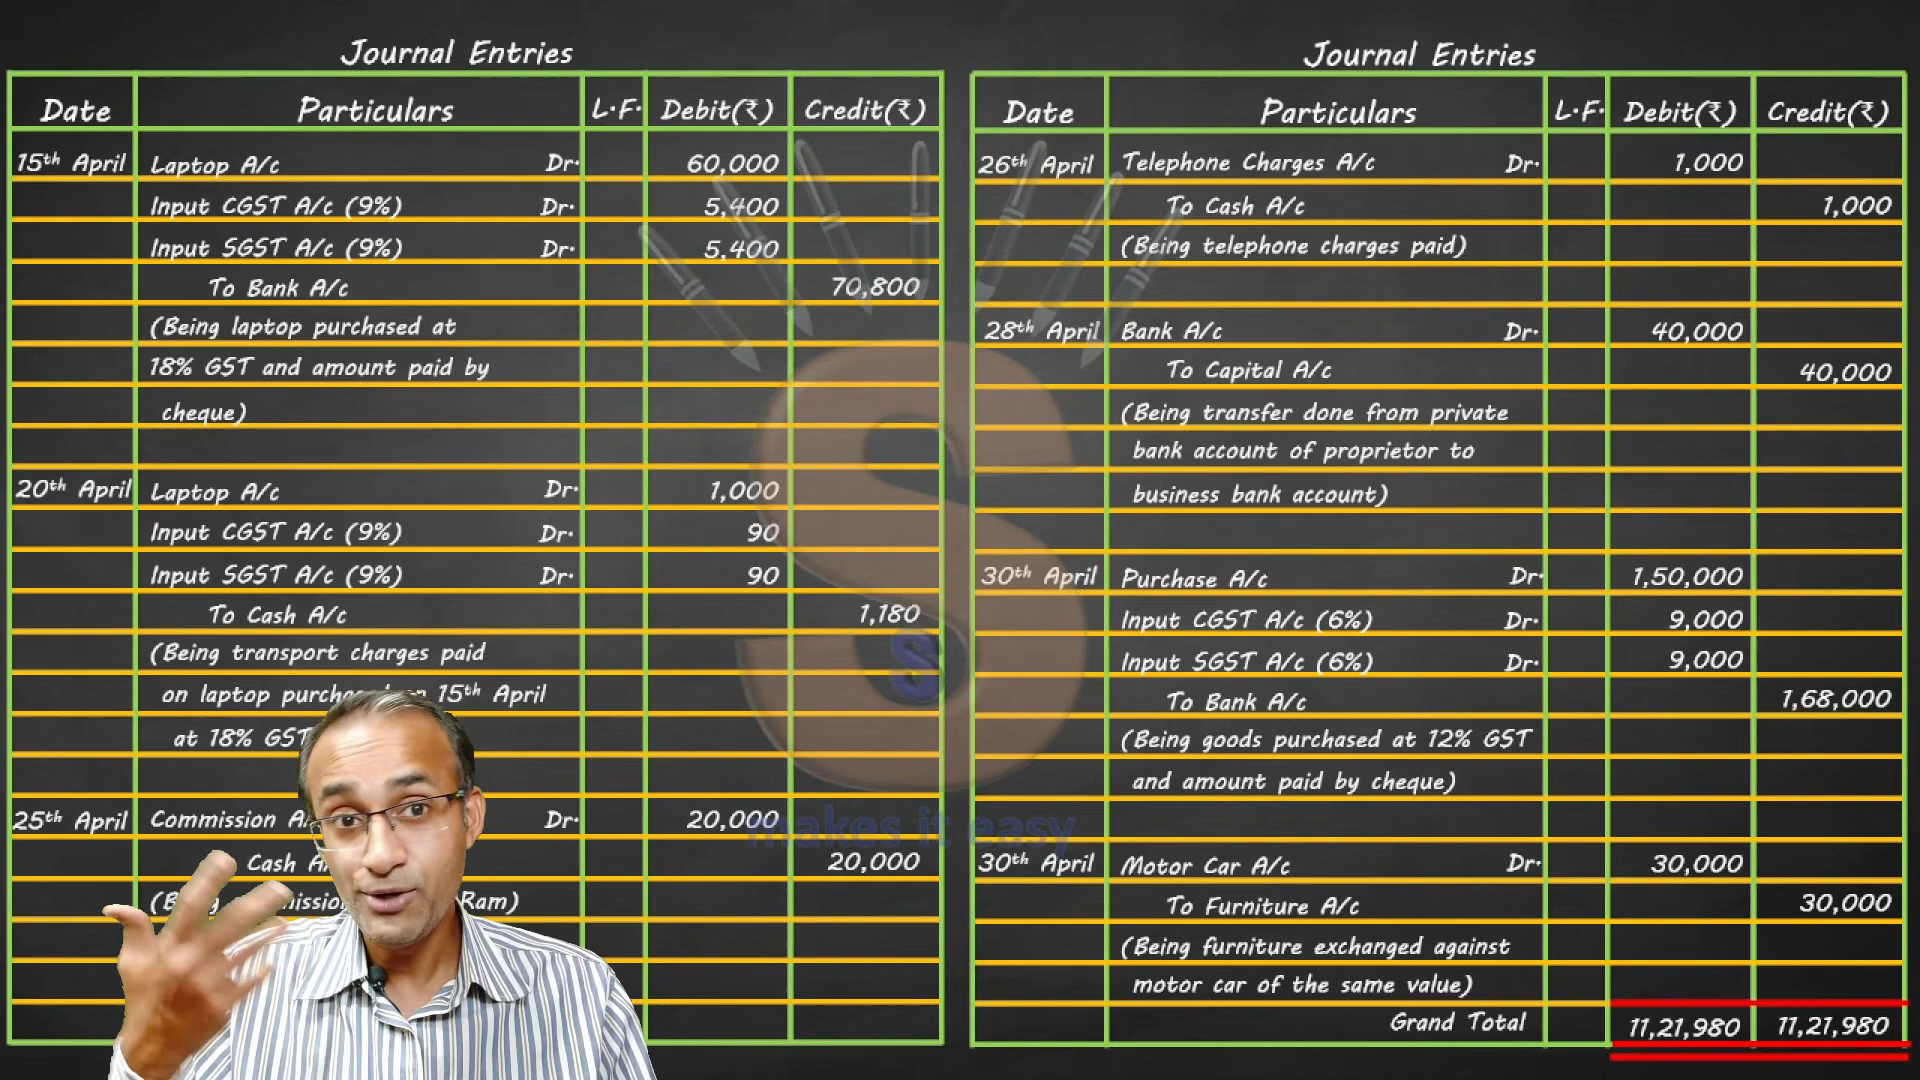 Journal Entries
Date Particulars L.F. Debit(₹) Credit(₹)
15th April Laptop A/c Dr. 60,000
Input CGST A/c (9%) Dr. 5,400
Input SGST A/c (9%) Dr. 5,400
To Bank A/c 70,800
(Being laptop purchased at
18% GST and amount paid by
cheque)
20th April Laptop A/c Dr. 1,000
Input CGST A/c (9%) Dr. 90
Input SGST A/c (9%) Dr. 90
To Cash A/c 1,180
(Being transport charges paid
on laptop 15th April
at 18% GST
25th April Commission Dr. 20,000
Cash 20,000
Ram)
Journal Entries
Date Particulars L.F. Debit(₹) Credit(₹)
26th April Telephone Charges A/c Dr. 1,000
To Cash A/c 1,000
(Being telephone charges paid)
28th April Bank A/c Dr. 40,000
To Capital A/c 40,000
(Being transfer done from private
bank account of proprietor to
business bank account)
30th April Purchase A/c Dr. 1,50,000
Input CGST A/c (6%) Dr. 9,000
Input SGST A/c (6%) Dr. 9,000
To Bank A/c 1,68,000
(Being goods purchased at 12% GST
and amount paid by cheque)
30th April Motor Car A/c Dr. 30,000
To Furniture A/c 30,000
(Being furniture exchanged against
motor car of the same value)
Grand Total 11,21,980 11,21,980
S
S
makes it easy